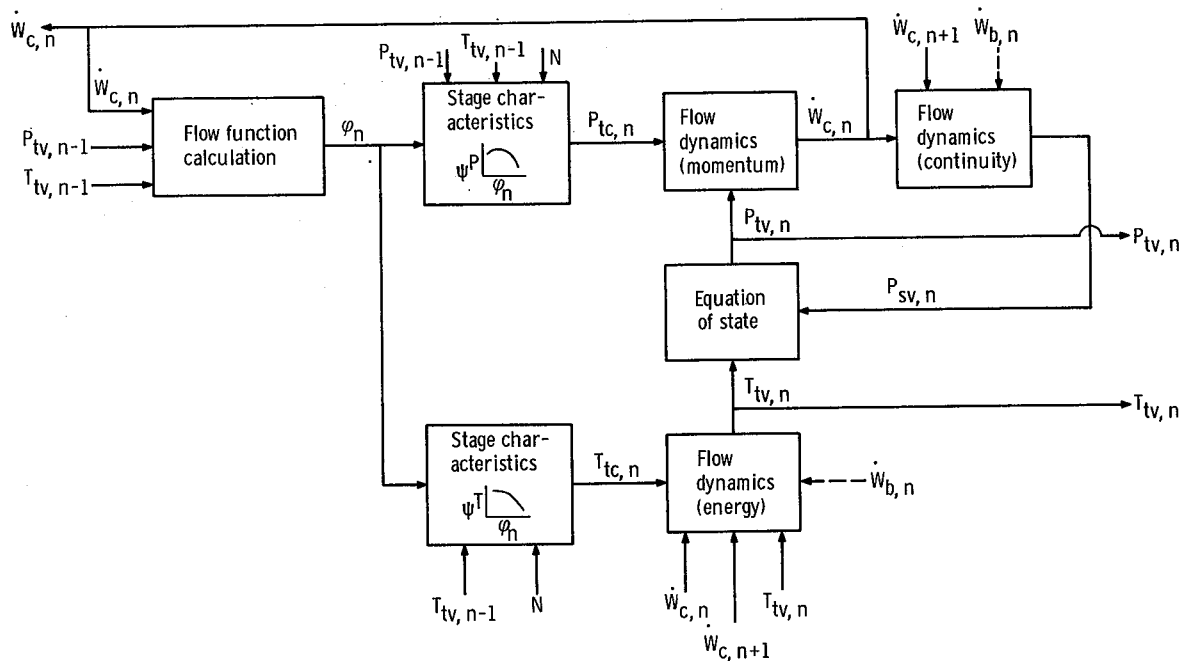 Ẇc, n
Ẇc, n
Ptv, n-1
Ttv, n-1
Flow function
calculation
φn
Ptv, n-1
Ttv, n-1
N
Stage char-
acteristics
ψP
φn
Ptc, n
Flow
dynamics
(momentum)
Ẇc, n
Ẇc, n+1
Ẇb, n
Flow
dynamics
(continuity)
Ptv, n
Ptv, n
Equation
of state
Psv, n
Ttv, n
Ttv, n
Stage char-
acteristics
ψT
φn
Ttc, n
Flow
dynamics
(energy)
Ẇb, n
Ttv, n-1
N
Ẇc, n
Ẇc, n+1
Ttv, n